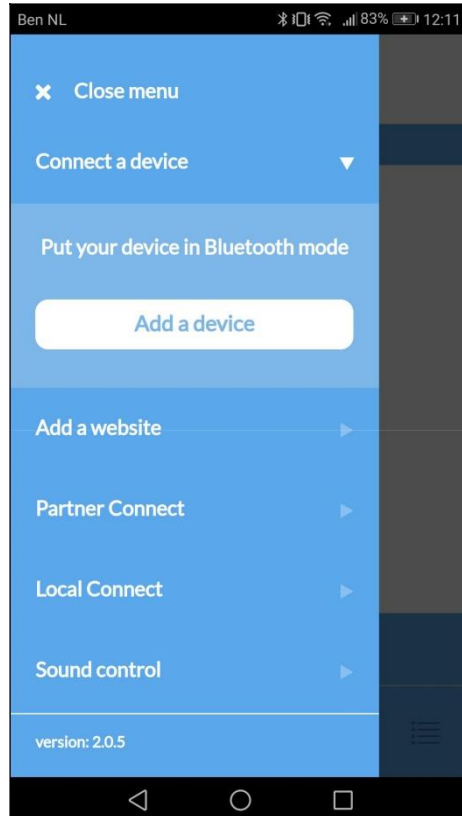 Ben NL 83% 12:11
Close menu
Connect a device
Put your device in Bluetooth mode
Add a device
Add a website
Partner Connect
Local Connect
Sound control
version: 2.0.5